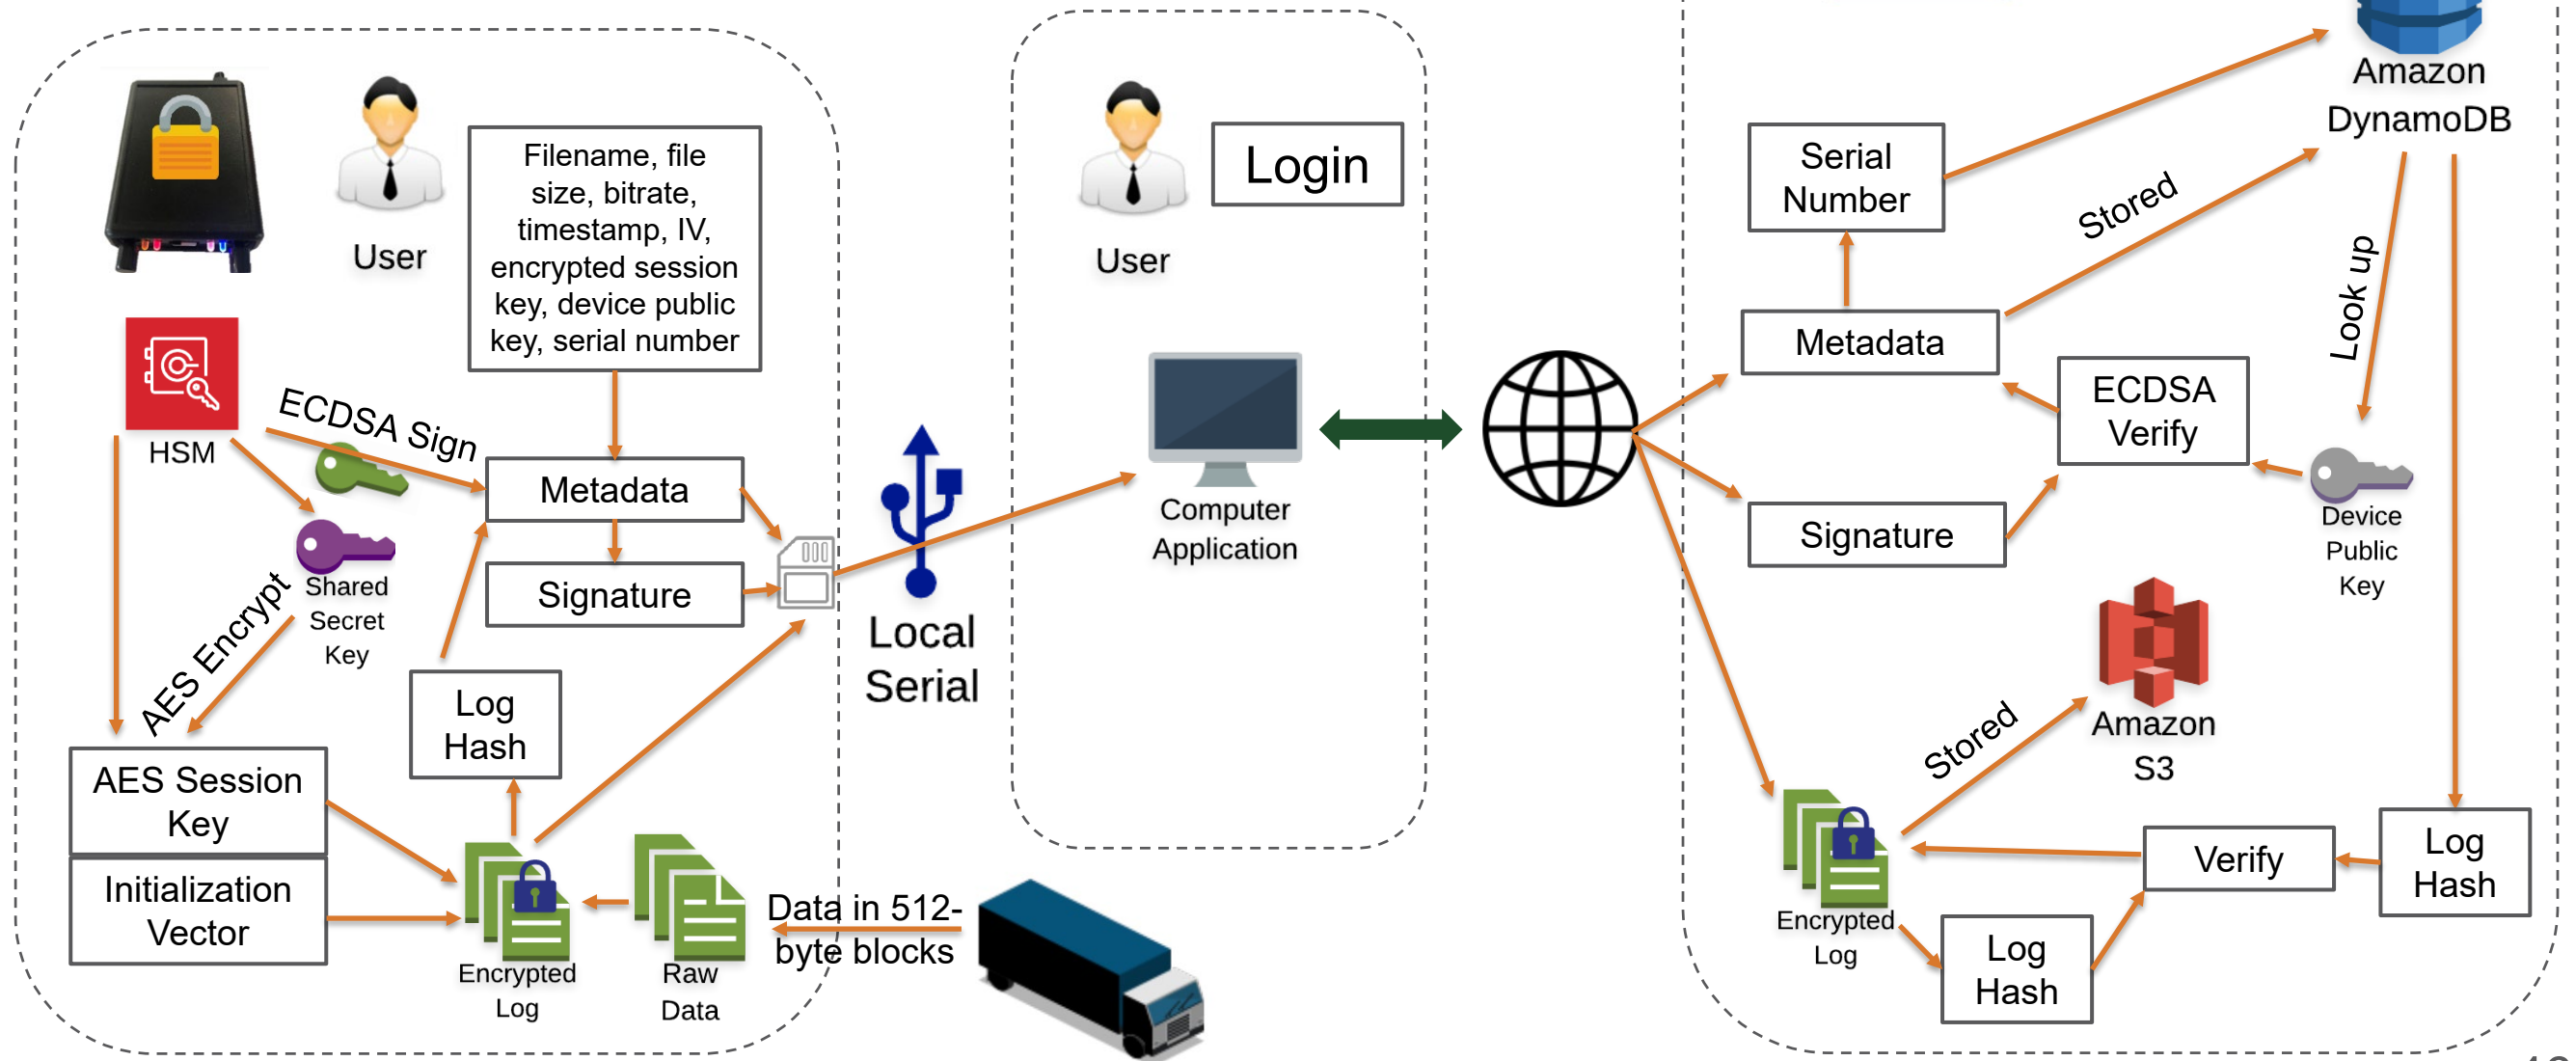 User
Filename, file
size, bitrate,
timestamp, IV,
encrypted session
key, device public
key, serial number
HSM
ECDSA Sign
Metadata
Shared
Secret
Key
AES Encrypt
Signature
Log
Hash
AES Session
Key
Initialization
Vector
Encrypted
Log
Raw
Data
Data in 512-
byte blocks
Local
Serial
User
Login
Computer
Application
Amazon
DynamoDB
Serial
Number
Stored
Look up
Metadata
ECDSA
Verify
Signature
Device
Public
Key
Amazon
S3
Stored
Encrypted
Log
Log
Hash
Verify
Log
Hash